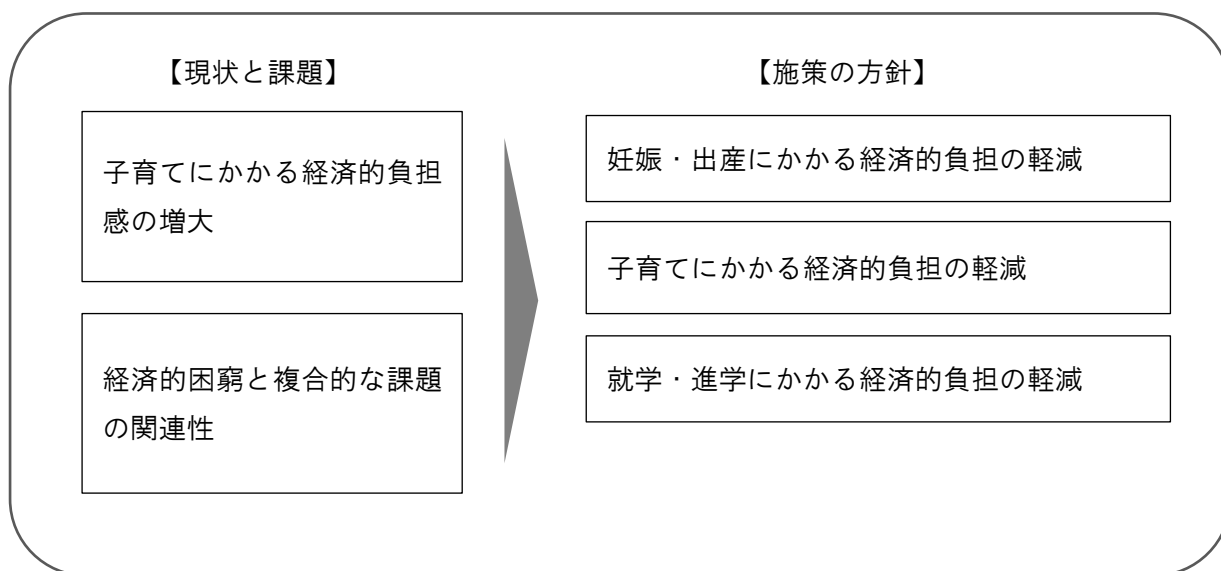 【現状と課題】
子育てにかかる経済的負担
感の増大
経済的困窮と複合的な課題
の関連性
【施策の方針】
妊娠・出産にかかる経済的負担の軽減
子育てにかかる経済的負担の軽減
就学・進学にかかる経済的負担の軽減